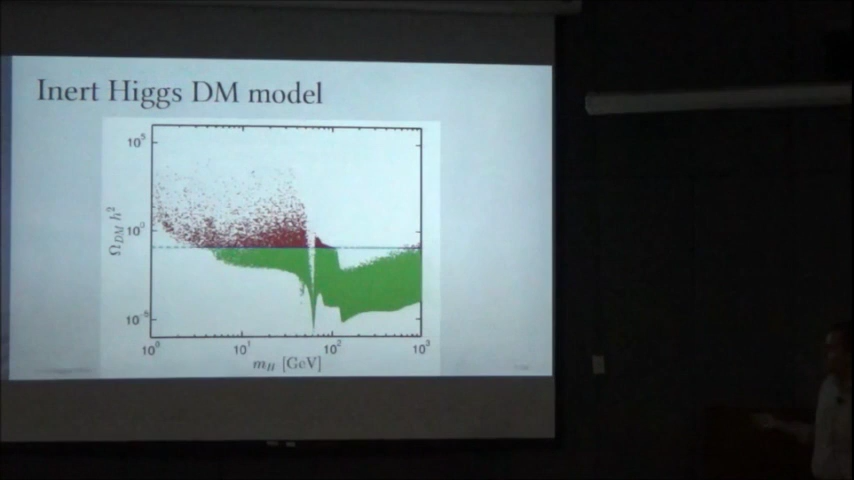 Inert Higgs DM model
10⁵
Ω_DM h²
10⁰
10⁻⁵
10⁰ 10¹ 10² 10³
m_H [GeV]